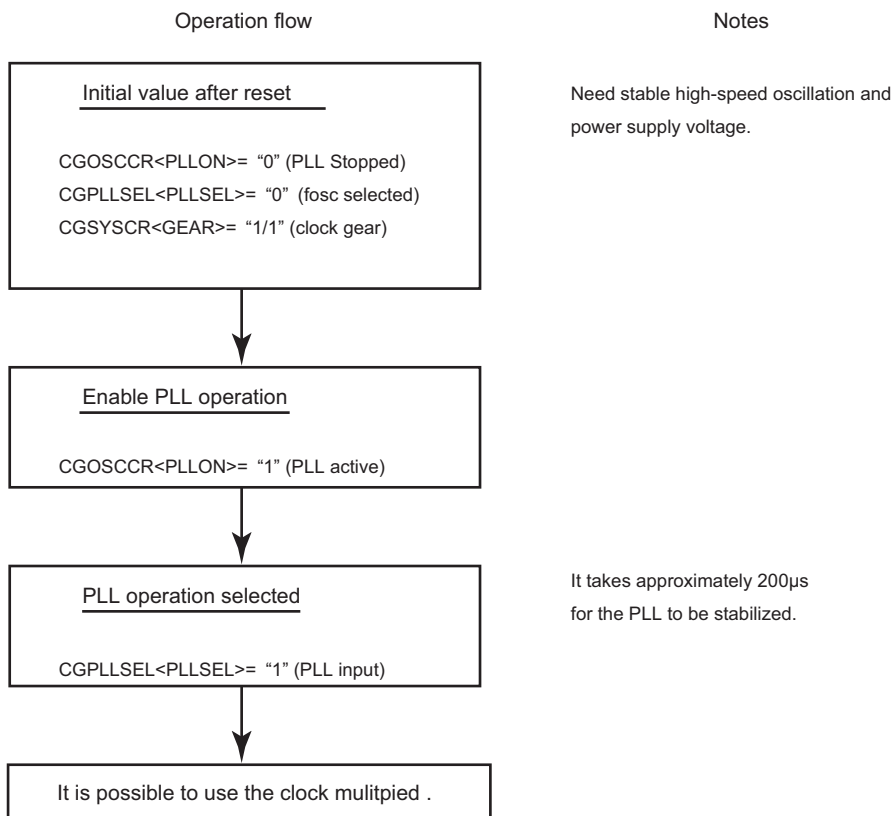 Operation flow
Notes
Initial value after reset
Need stable high-speed oscillation and
power supply voltage.
CGOSCCR<PLLON>= “0” (PLL Stopped)
CGPLLSEL<PLLSEL>= “0” (fosc selected)
CGSYSCR<GEAR>= “1/1” (clock gear)
Enable PLL operation
CGOSCCR<PLLON>= “1” (PLL active)
PLL operation selected
It takes approximately 200μs
for the PLL to be stabilized.
CGPLLSEL<PLLSEL>= “1” (PLL input)
It is possible to use the clock mulitpied .